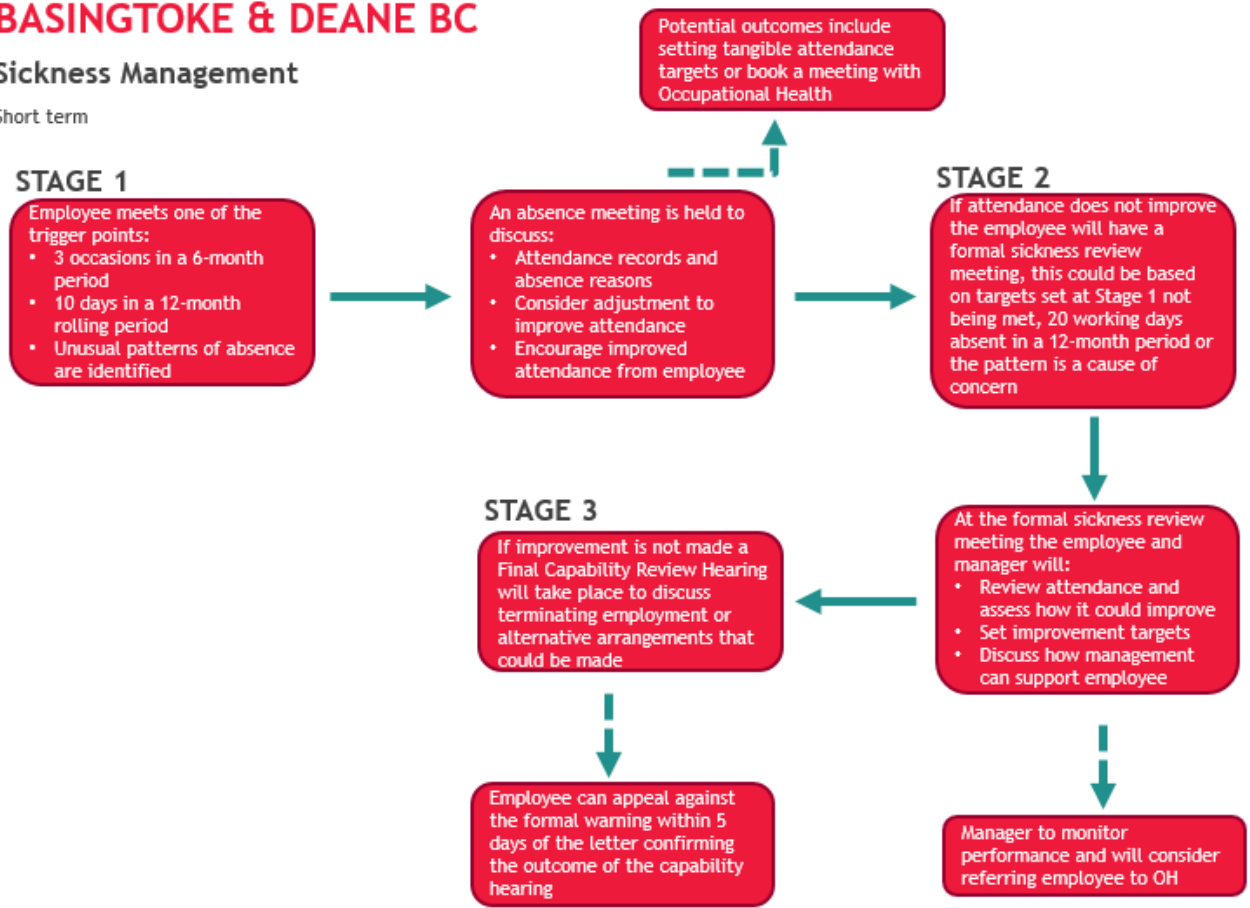 BASINGTOKE & DEANE BC
Sickness Management
Short term
STAGE 1
Employee meets one of the
trigger points:
• 3 occasions in a 6-month
period
• 10 days in a 12-month
rolling period
• Unusual patterns of absence
are identified
An absence meeting is held to
discuss:
• Attendance records and
absence reasons
• Consider adjustment to
improve attendance
• Encourage improved
attendance from employee
Potential outcomes include
setting tangible attendance
targets or book a meeting with
Occupational Health
STAGE 2
If attendance does not improve
the employee will have a
formal sickness review
meeting, this could be based
on targets set at Stage 1 not
being met, 20 working days
absent in a 12-month period or
the pattern is a cause of
concern
At the formal sickness review
meeting the employee and
manager will:
• Review attendance and
assess how it could improve
• Set improvement targets
• Discuss how management
can support employee
Manager to monitor
performance and will consider
referring employee to OH
STAGE 3
If improvement is not made a
Final Capability Review Hearing
will take place to discuss
terminating employment or
alternative arrangements that
could be made
Employee can appeal against
the formal warning within 5
days of the letter confirming
the outcome of the capability
hearing